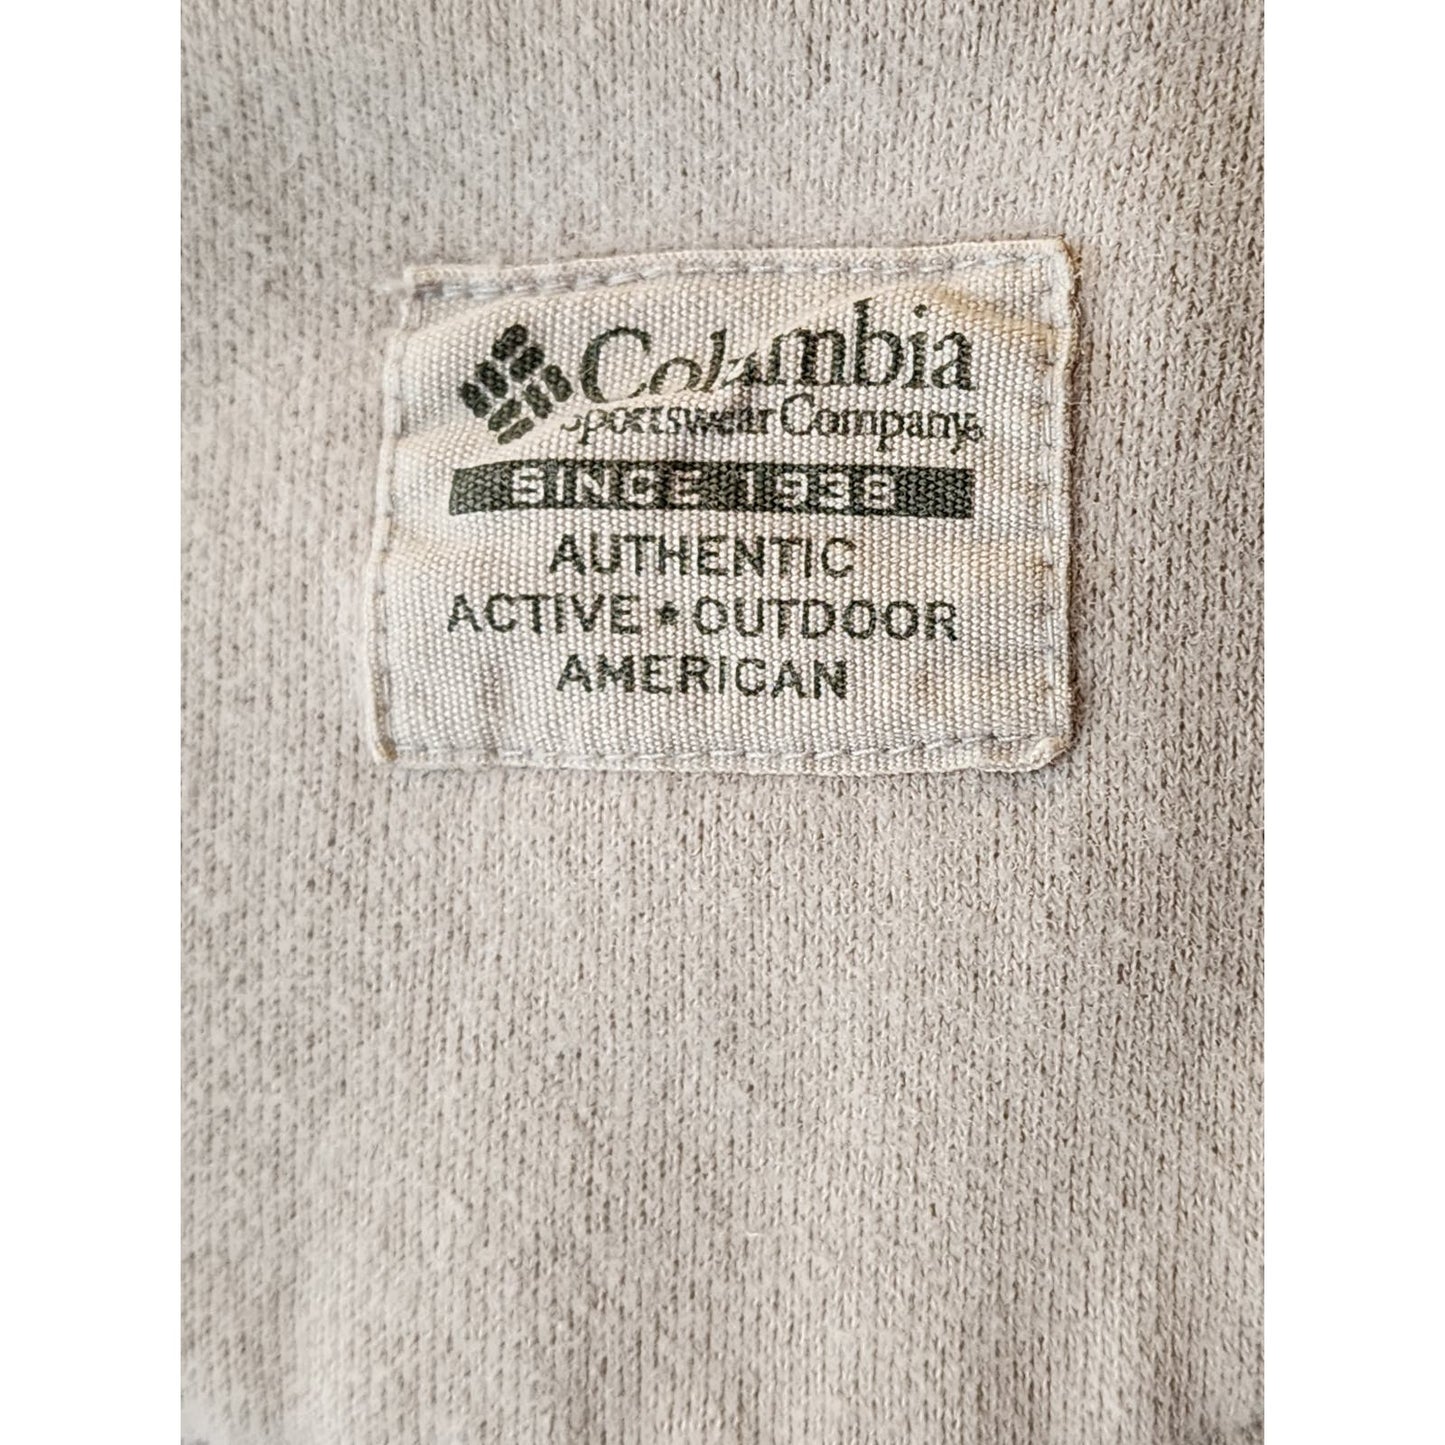 Columbia
Sportswear Company®
SINCE 1938
AUTHENTIC
ACTIVE★OUTDOOR
AMERICAN